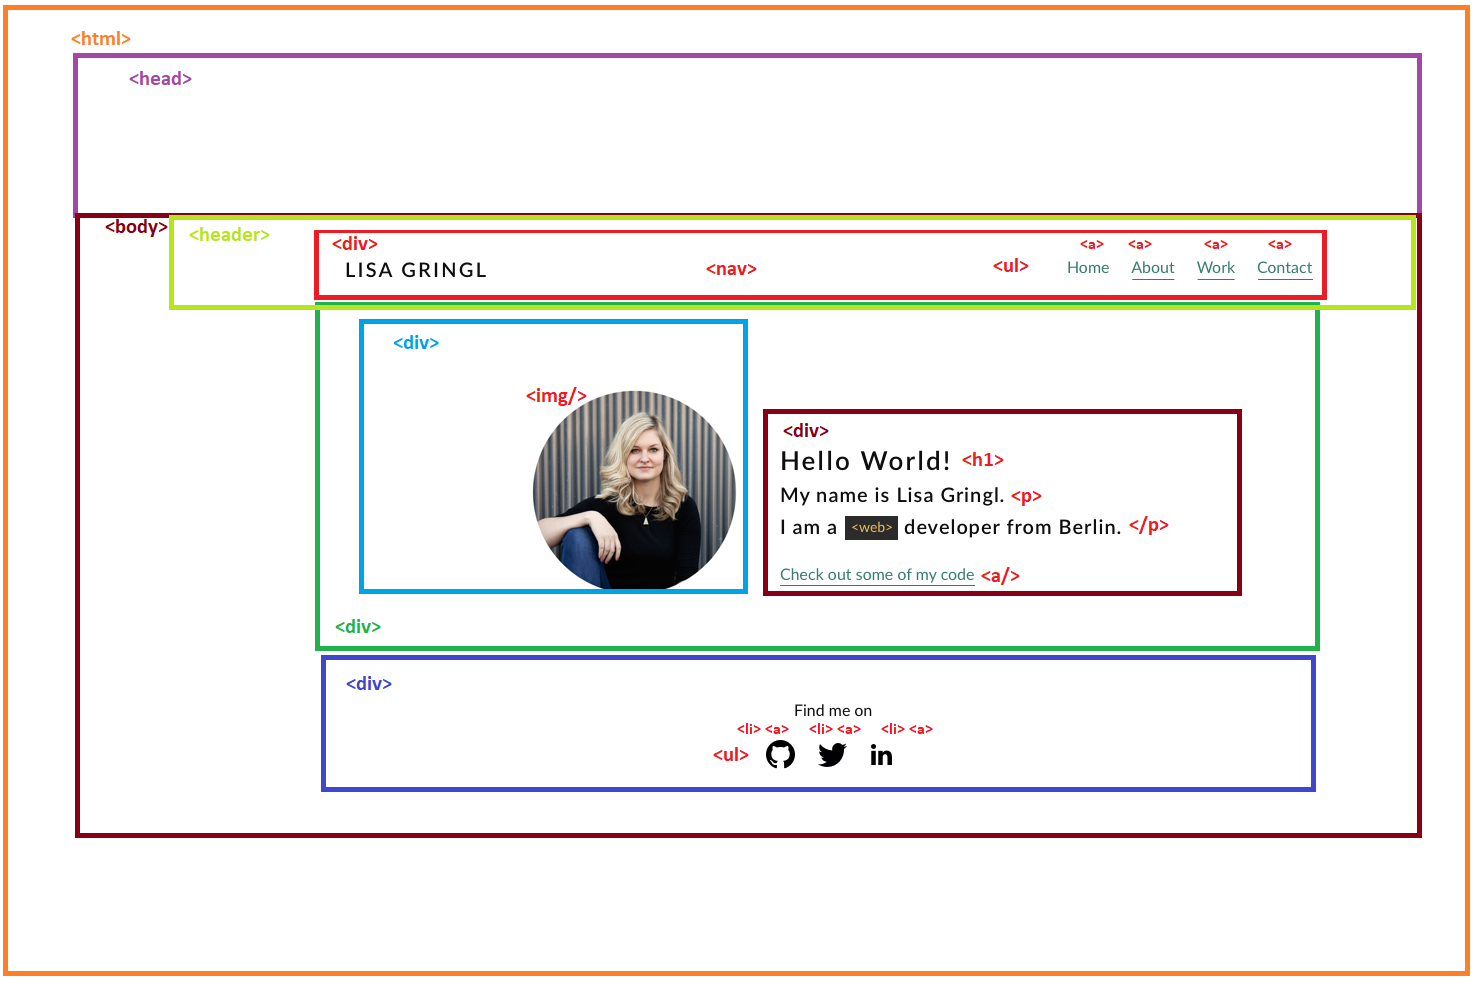 <html>
<head>
<body>
<header>
<div> <a> <a> <a> <a>
LISA GRINGL <nav> <ul> Home About Work Contact
<div>
<img/>
<div>
Hello World! <h1>
My name is Lisa Gringl. <p>
I am a <web> developer from Berlin. </p>
Check out some of my code <a/>
<div>
<div>
Find me on
<li> <a> <li> <a> <li> <a>
<ul> in